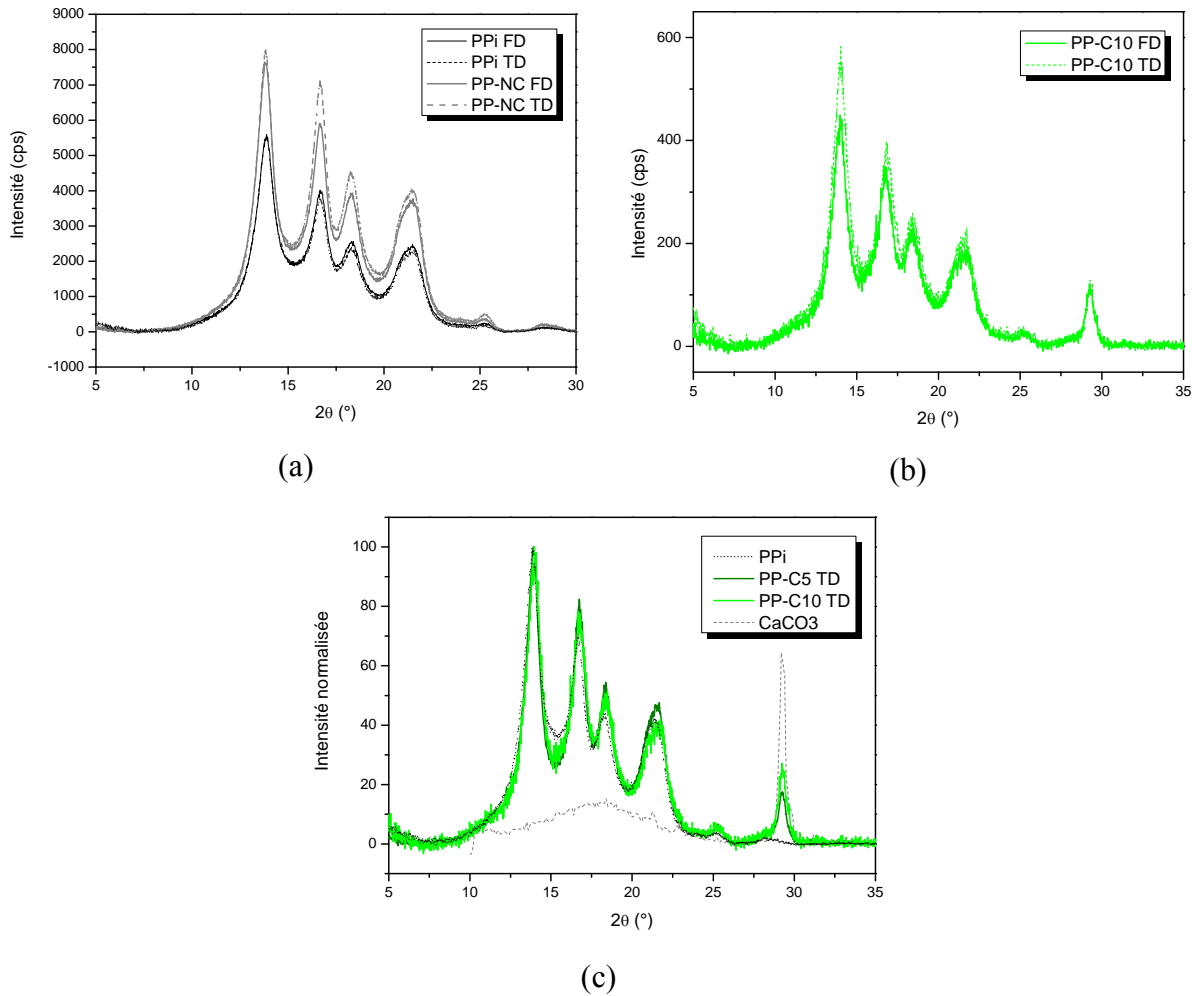 9000
8000
7000
6000
5000
4000
3000
2000
1000
0
-1000
Intensité (cps)
5 10 15 20 25 30
2θ (°)
PPi FD
PPi TD
PP-NC FD
PP-NC TD
(a)
600
400
200
0
Intensité (cps)
5 10 15 20 25 30 35
2θ (°)
PP-C10 FD
PP-C10 TD
(b)
100
80
60
40
20
0
Intensité normalisée
5 10 15 20 25 30 35
2θ (°)
PPi
PP-C5 TD
PP-C10 TD
CaCO3
(c)